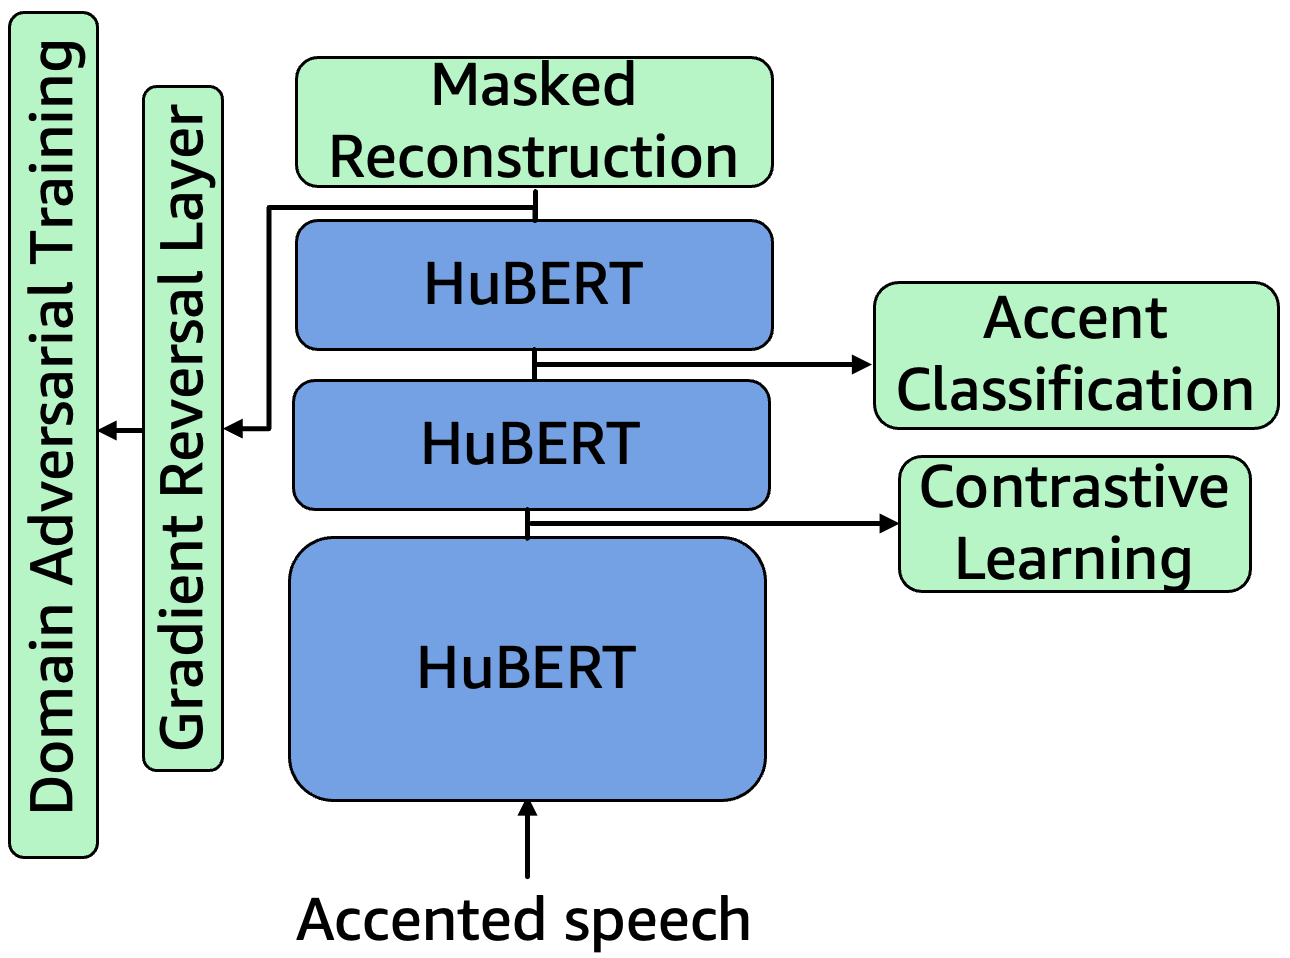 Domain Adversarial Training
Gradient Reversal Layer
Masked
Reconstruction
HuBERT
HuBERT
HuBERT
Accent
Classification
Contrastive
Learning
Accented speech